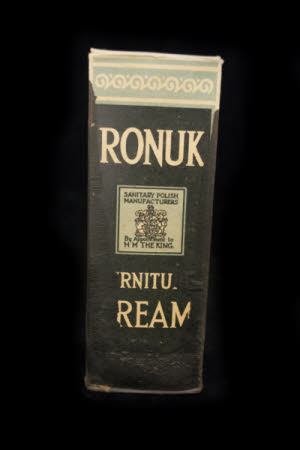 RONUK
SANITARY POLISH
MANUFACTURERS
By Appointment to
H M THE KING.
RNITU
REAM